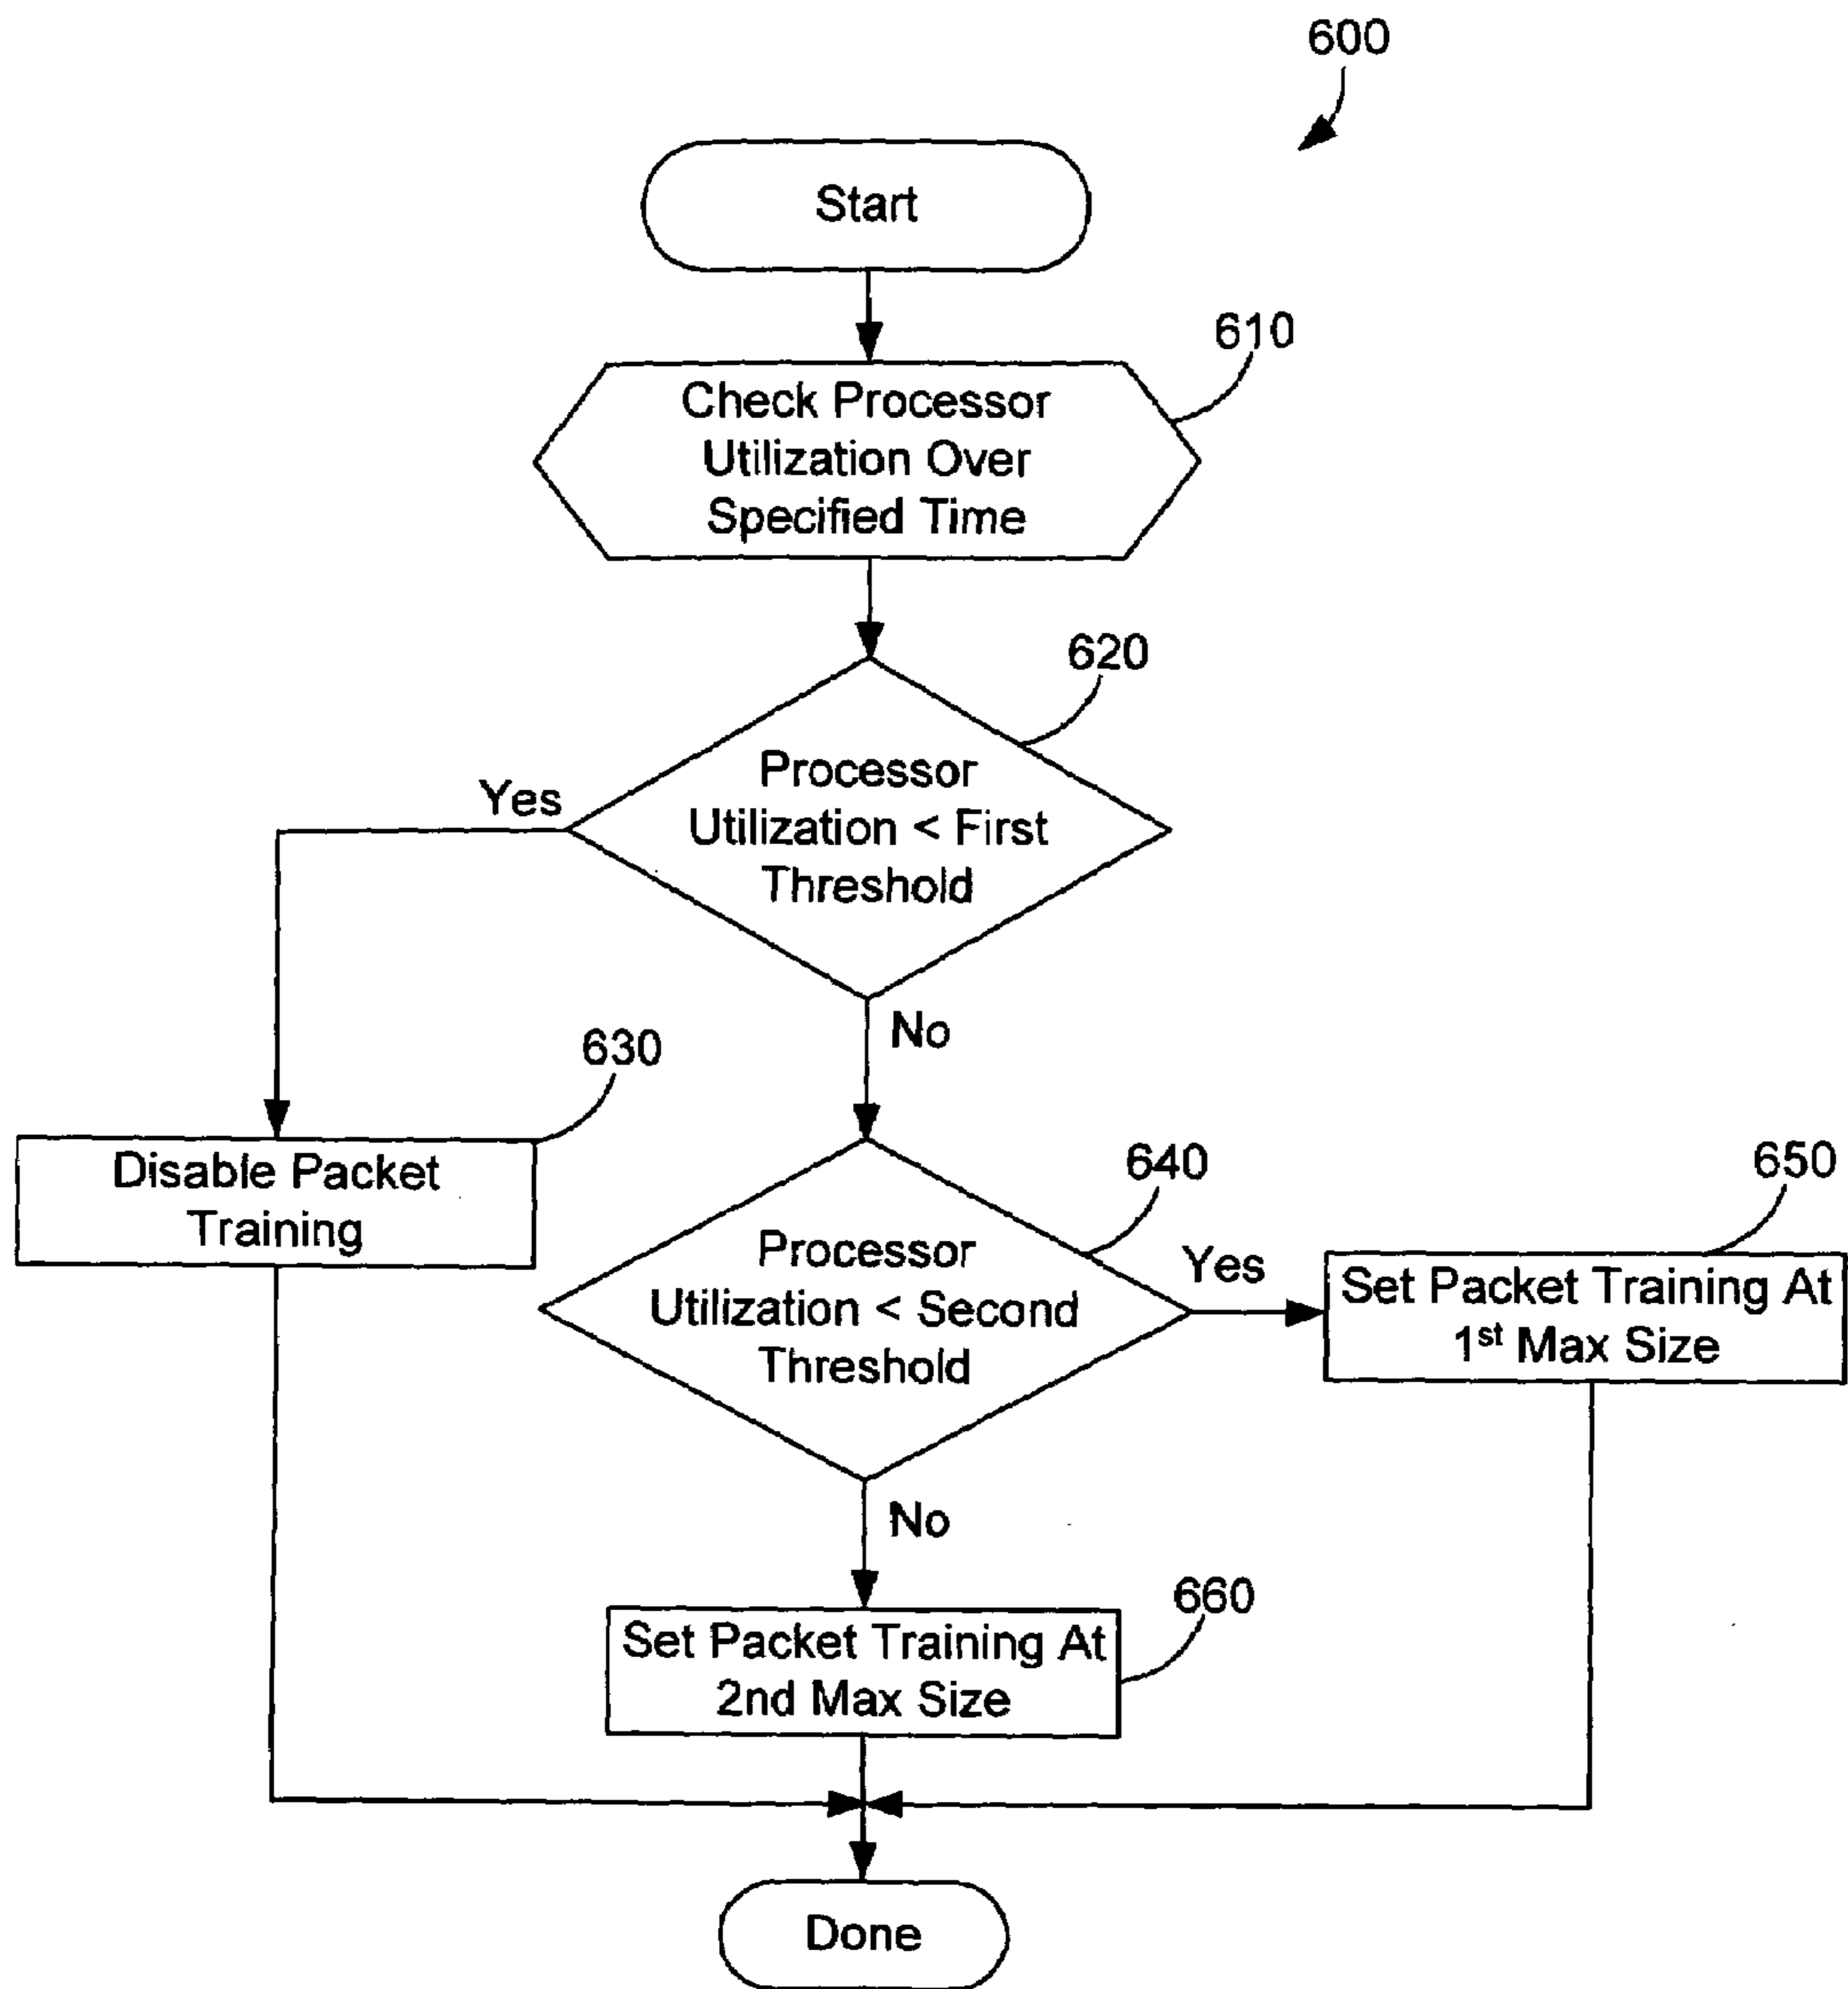 600
Start
610
Check Processor
Utilization Over
Specified Time
620
Processor
Utilization < First
Threshold
Yes
No
630
Disable Packet
Training
640
Processor
Utilization < Second
Threshold
Yes
650
Set Packet Training At
1st Max Size
No
660
Set Packet Training At
2nd Max Size
Done